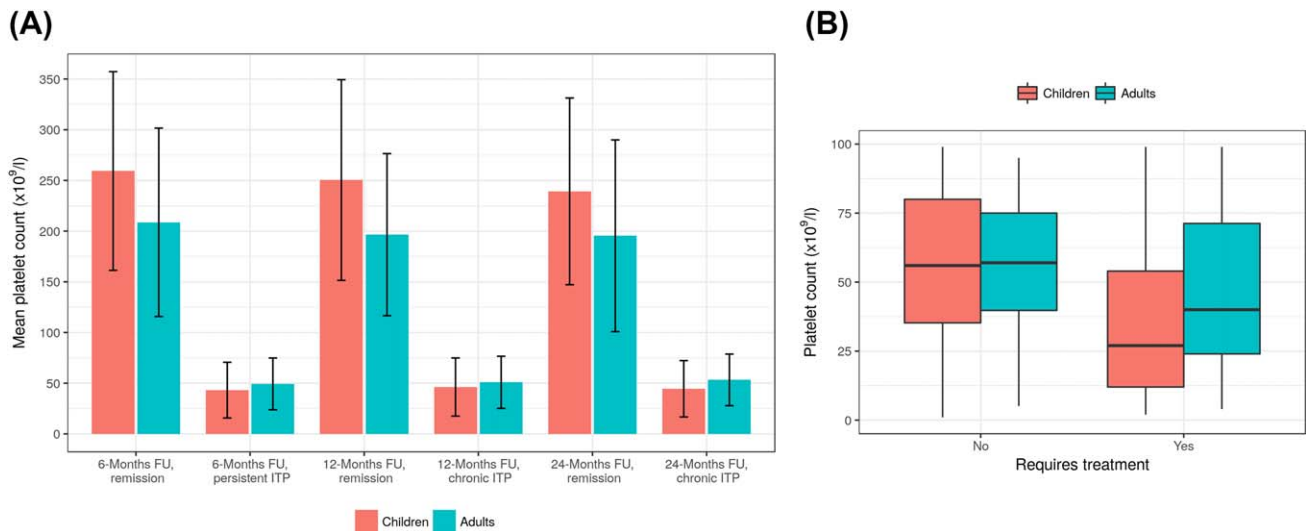 (A)
Mean platelet count (x10⁹/l)
350
300
250
200
150
100
50
0
6-Months FU,
remission
6-Months FU,
persistent ITP
12-Months FU,
remission
12-Months FU,
chronic ITP
24-Months FU,
remission
24-Months FU,
chronic ITP
Children Adults
(B)
Children Adults
Platelet count (x10⁹/l)
100
75
50
25
0
No Yes
Requires treatment